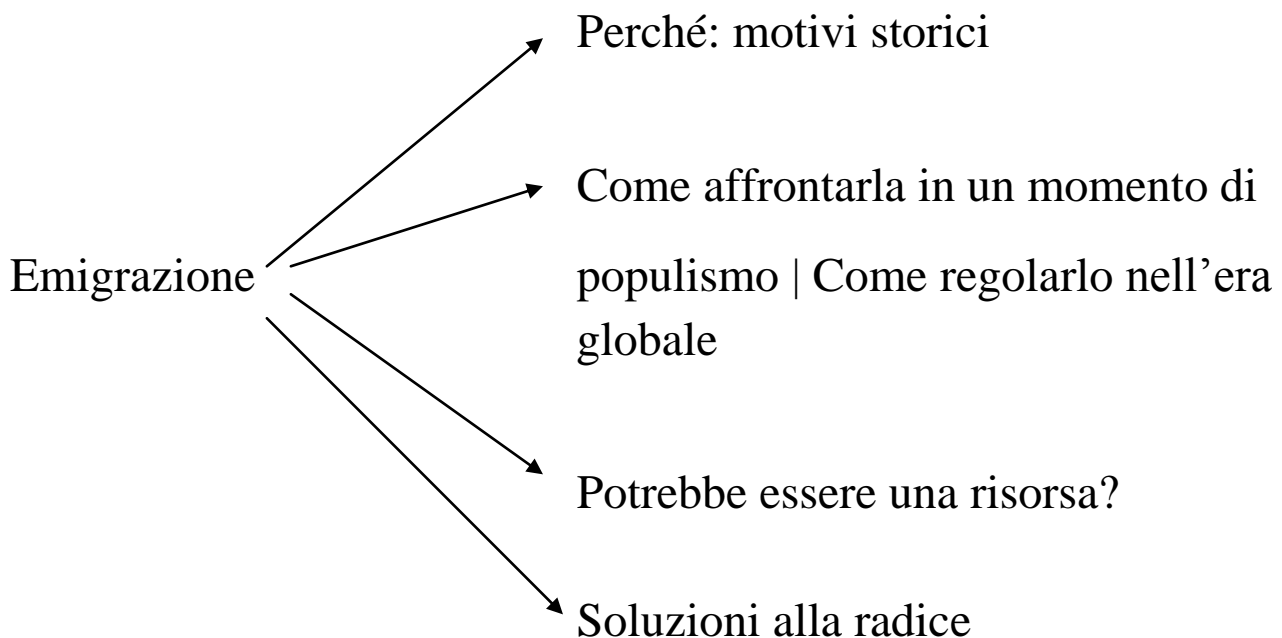 Perché: motivi storici
Come affrontarla in un momento di
Emigrazione
populismo | Come regolarlo nell’era
globale
Potrebbe essere una risorsa?
Soluzioni alla radice